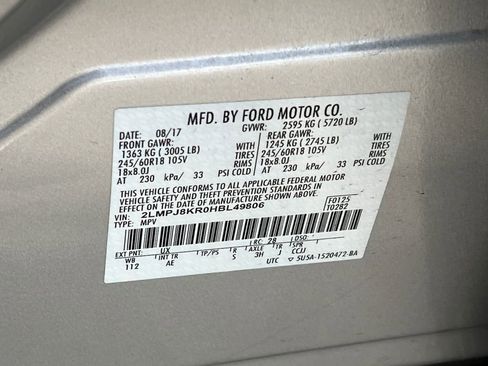 MFD. BY FORD MOTOR CO.
DATE: 08/17 GVWR: 2595 KG ( 5720 LB)
FRONT GAWR: REAR GAWR:
1363 KG ( 3005 LB) WITH 1245 KG ( 2745 LB) WITH
245/60R18 105V TIRES 245/60R18 105V TIRES
18x8.0J RIMS 18x8.0J RIMS
AT 230 kPa/ 33 PSI COLD AT 230 kPa/ 33 PSI COLD
THIS VEHICLE CONFORMS TO ALL APPLICABLE FEDERAL MOTOR
VEHICLE SAFETY AND THEFT PREVENTION STANDARDS IN
EFFECT ON THE DATE OF MANUFACTURE SHOWN ABOVE.
VIN: 2LMPJ8KR0HBL49806 F0125
TYPE: MPV T0282
EXT PNT: UX RC: 28 DSO:
WB INT TR TP/PS R AXLE TR SPR
112 AE S 3H J CCJJ
UTC 5U5A-1520472-BA